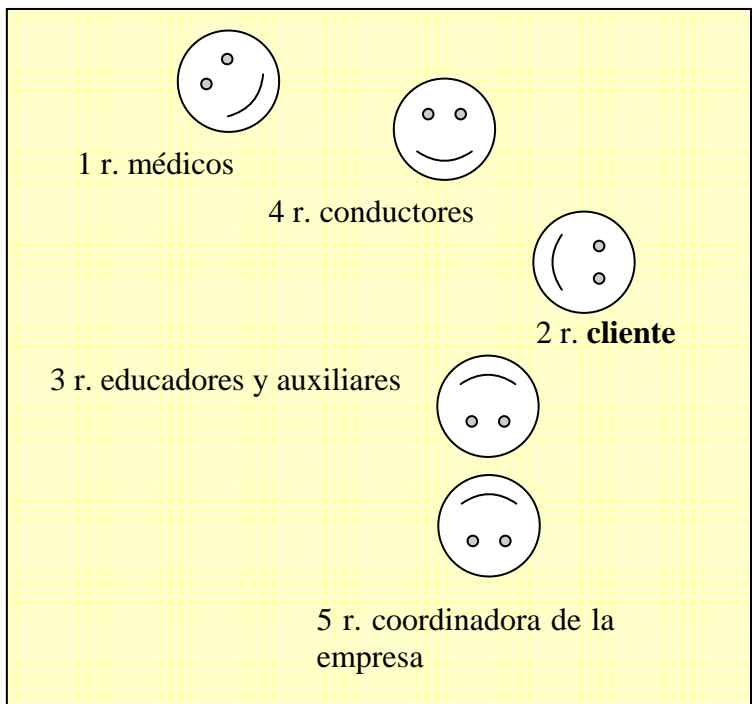 1 r. médicos
4 r. conductores
2 r. cliente
3 r. educadores y auxiliares
5 r. coordinadora de la
empresa